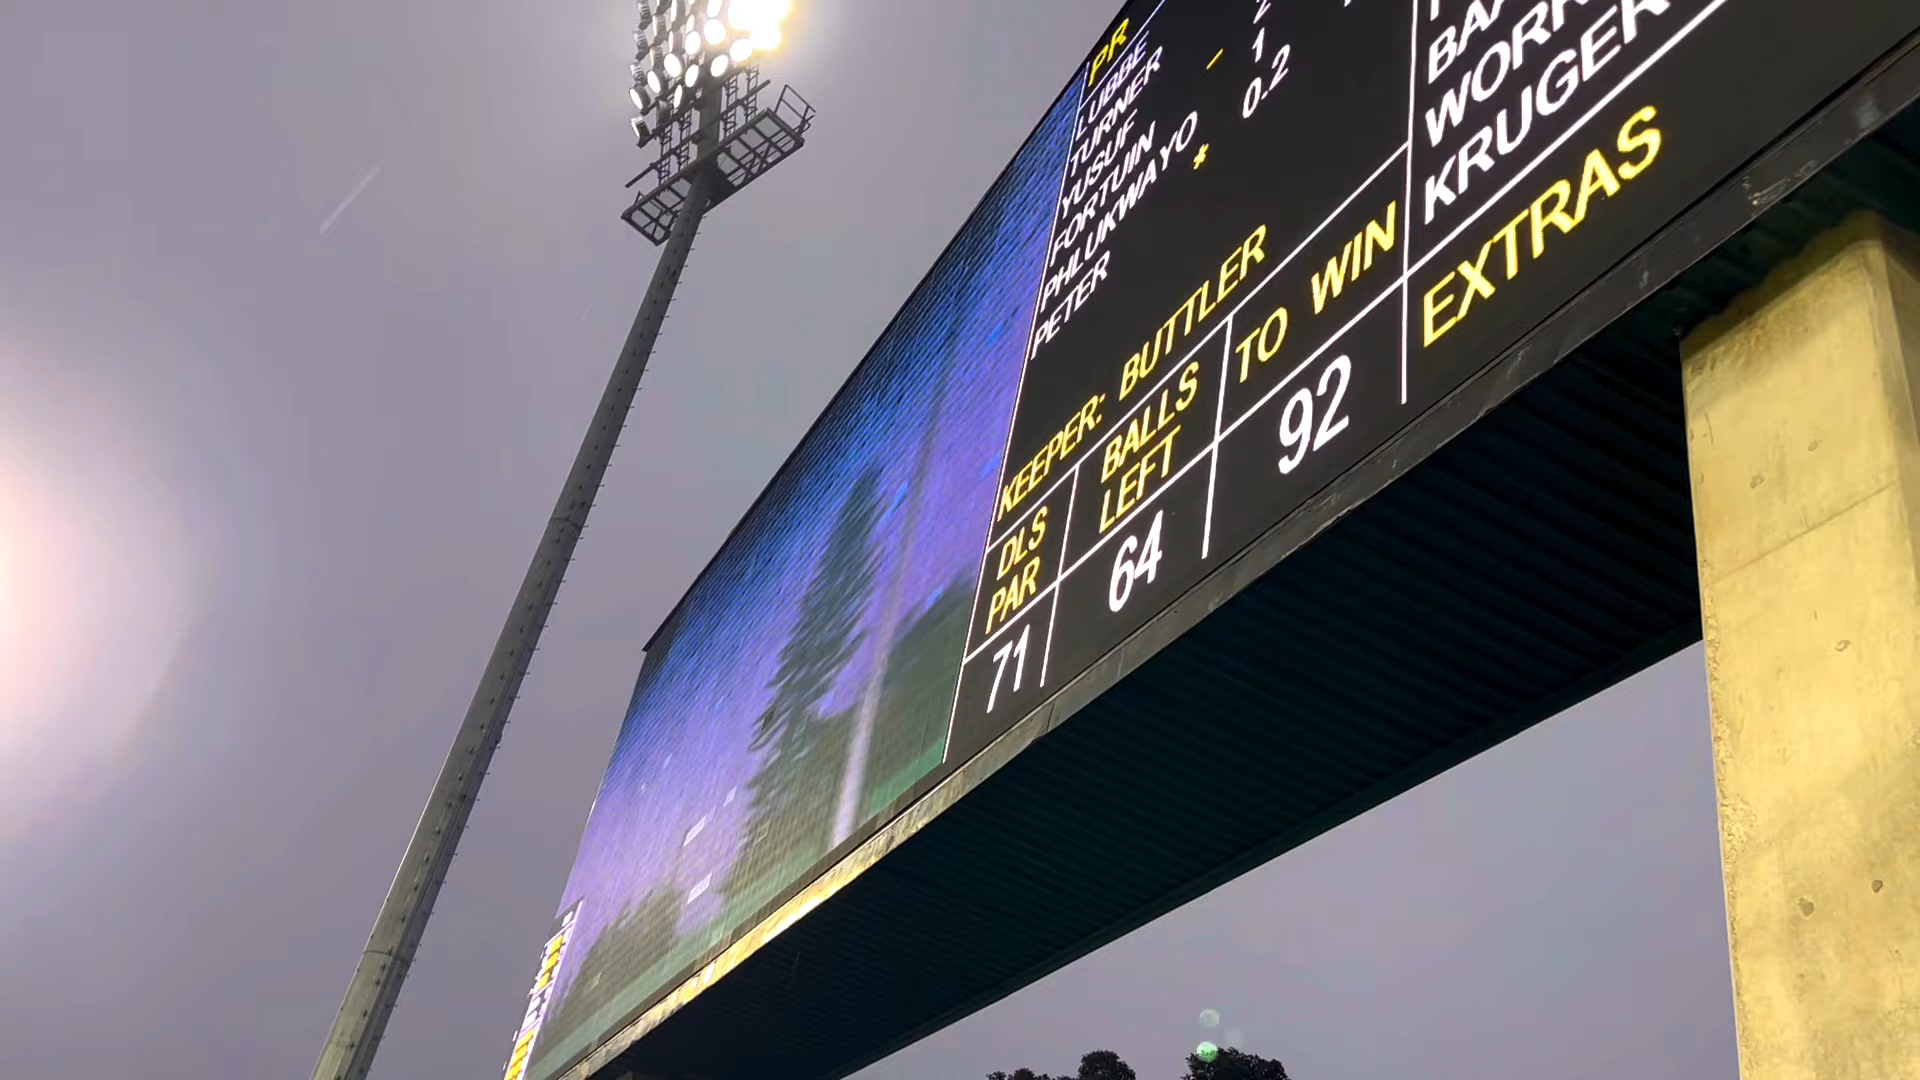 PR
LUBBE 2
TURNER - 1
YUSUF 0.2
FORTUIN
PHLUKWAYO *
PETER
KEEPER: BUTTLER
DLS PAR
BALLS LEFT
TO WIN
71
64
92
KRUGER
EXTRAS